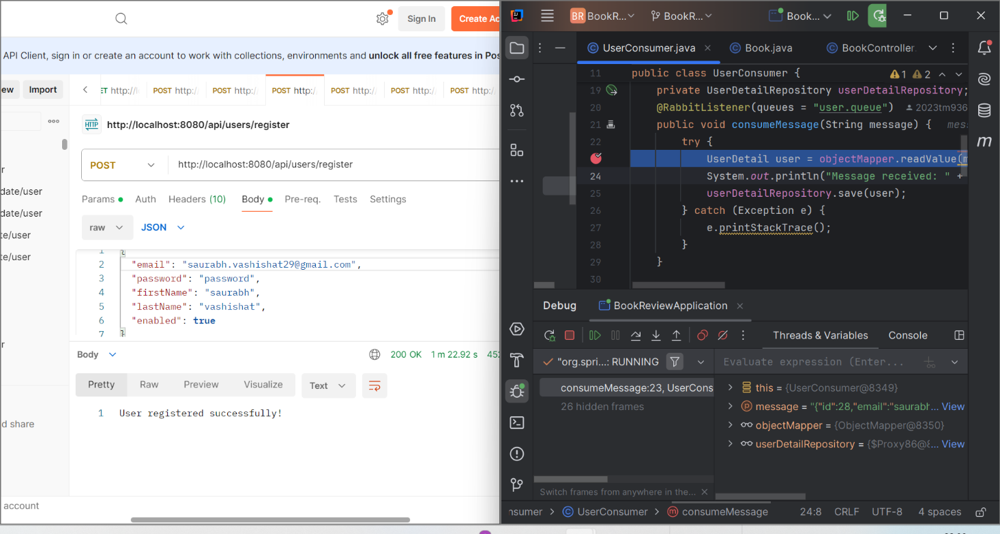 Sign In
Create Ac
API Client, sign in or create an account to work with collections, environments and unlock all free features in Pos
ew
Import
ET http://l
POST http:/
POST http:/
POST http:/
POST http:/
POST http:/
POST http:/
HTTP
http://localhost:8080/api/users/register
POST
http://localhost:8080/api/users/register
Params
Auth
Headers (10)
Body
Pre-req.
Tests
Settings
raw
JSON
r
date/user
date/user
te/user
te/user
r
d share
account
1 {
2 "email": "saurabh.vashishat29@gmail.com",
3 "password": "password",
4 "firstName": "saurabh",
5 "lastName": "vashishat",
6 "enabled": true
7 }
Body
200 OK
1 m 22.92 s
452
Pretty
Raw
Preview
Visualize
Text
1 User registered successfully!
BR BookR...
BookR...
Book...
UserConsumer.java
Book.java
BookController.
1
2
11 public class UserConsumer {
19 private UserDetailRepository userDetailRepository;
20 @RabbitListener(queues = "user.queue") 2023tm936
21 public void consumeMessage(String message) { mess
22 try {
UserDetail user = objectMapper.readValue(m
24 System.out.println("Message received: " +
25 userDetailRepository.save(user);
26 } catch (Exception e) {
27 e.printStackTrace();
28 }
29 }
30
Debug
BookReviewApplication
Threads & Variables
Console
"org.spri...: RUNNING
Evaluate expression (Enter...
consumeMessage:23, UserCons
26 hidden frames
this = {UserConsumer@8349}
message = "{"id":28,"email":"saurabh... View
objectMapper = {ObjectMapper@8350}
userDetailRepository = {$Proxy86@8... View
Switch frames from anywhere in the...
nsumer > UserConsumer > consumeMessage
24:8
CRLF
UTF-8
4 spaces
m